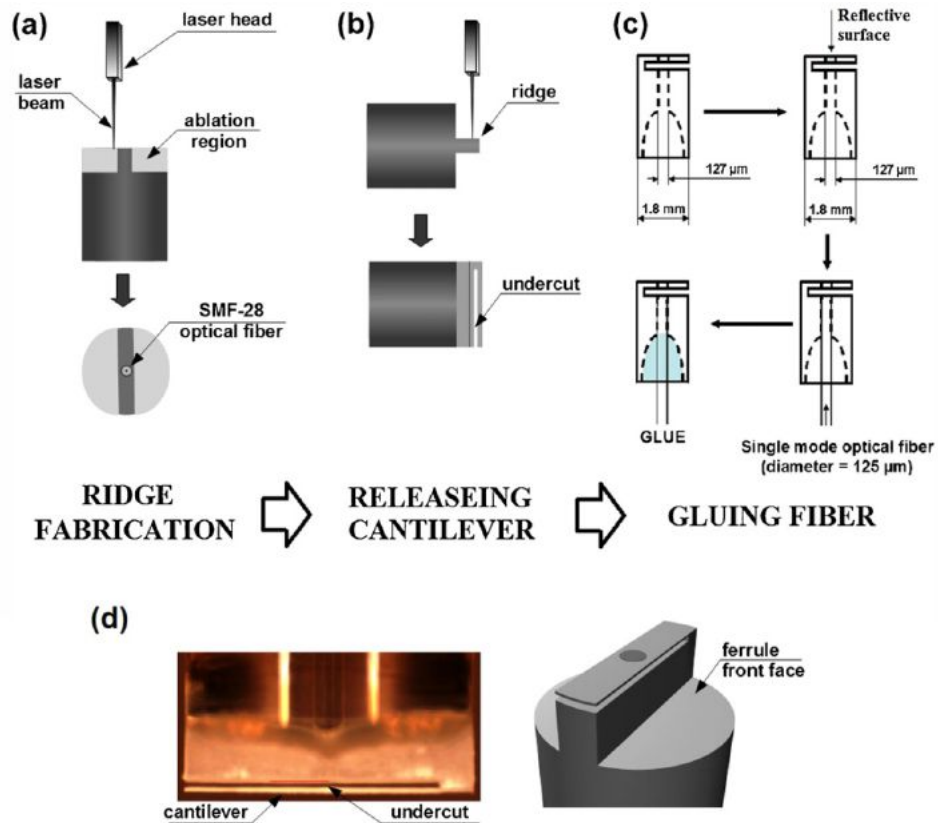 (a)
laser head
laser
beam
ablation
region
SMF-28
optical fiber
(b)
ridge
undercut
(c)
Reflective
surface
127 µm
1.8 mm
127 µm
1.8 mm
GLUE
Single mode optical fiber
(diameter = 125 µm)
RIDGE
FABRICATION
RELEASEING
CANTILEVER
GLUING FIBER
(d)
cantilever
undercut
ferrule
front face